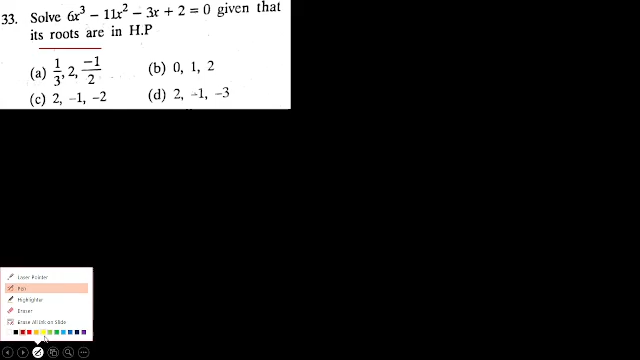 33. Solve 6x³ − 11x² − 3x + 2 = 0 given that
its roots are in H.P
(a) 1/3, 2, −1/2 (b) 0, 1, 2
(c) 2, −1, −2 (d) 2, −1, −3
Laser Pointer
Pen
Highlighter
Eraser
Erase All Ink on Slide